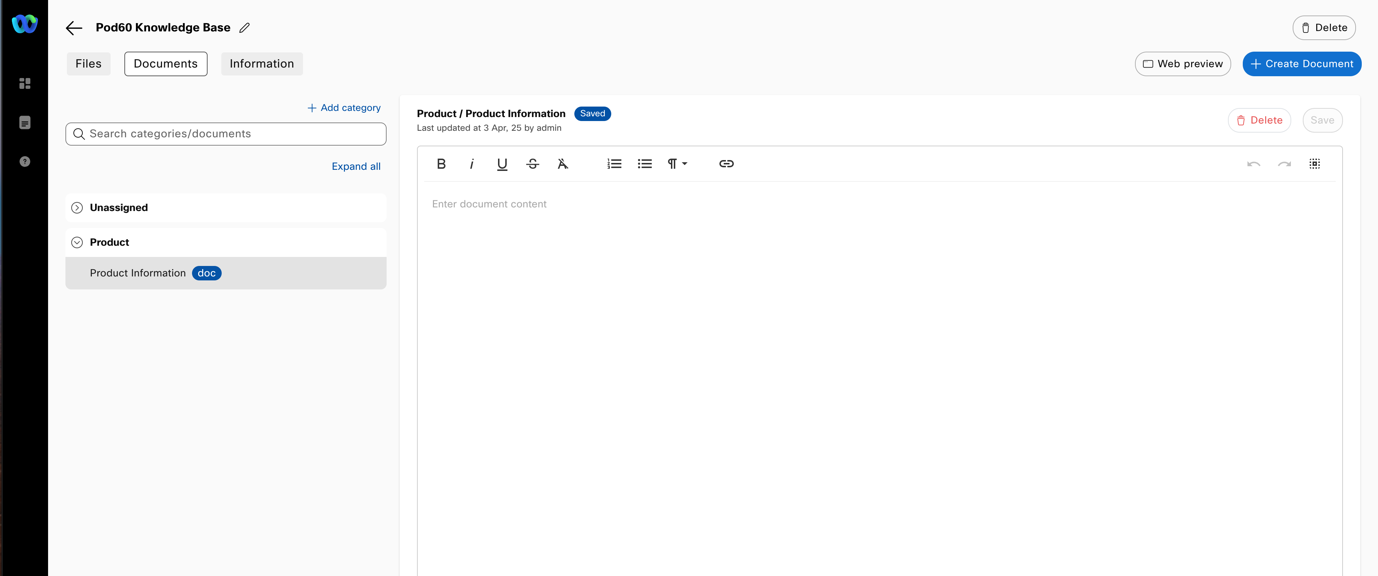 Pod60 Knowledge Base
Delete
Files
Documents
Information
Web preview
Create Document
Add category
Search categories/documents
Expand all
Unassigned
Product
Product Information doc
Product / Product Information Saved
Last updated at 3 Apr, 25 by admin
Delete
Save
B i U S A
Enter document content